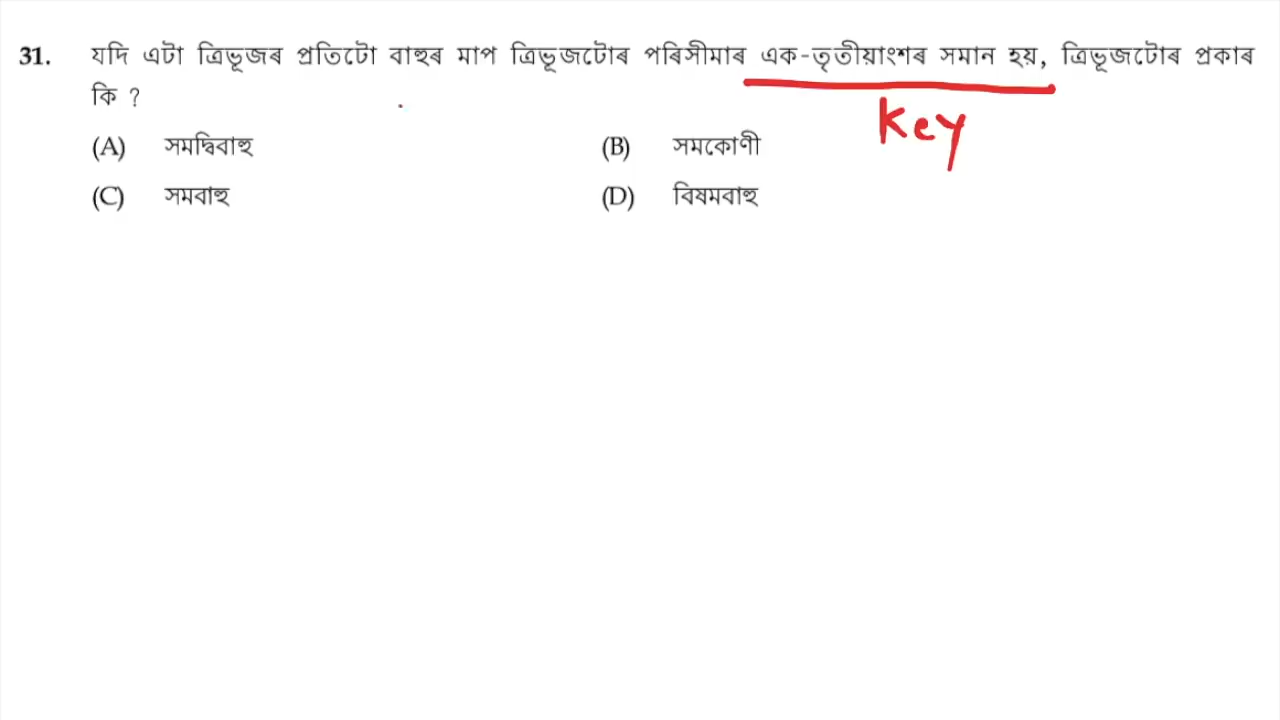 31. যদি এটা ত্ৰিভূজৰ প্ৰতিটো বাহুৰ মাপ ত্ৰিভূজটোৰ পৰিসীমাৰ এক-তৃতীয়াংশৰ সমান হয়, ত্ৰিভূজটোৰ প্ৰকাৰ
কি ?
key
(A) সমদ্বিবাহু (B) সমকোণী
(C) সমবাহু (D) বিষমবাহু